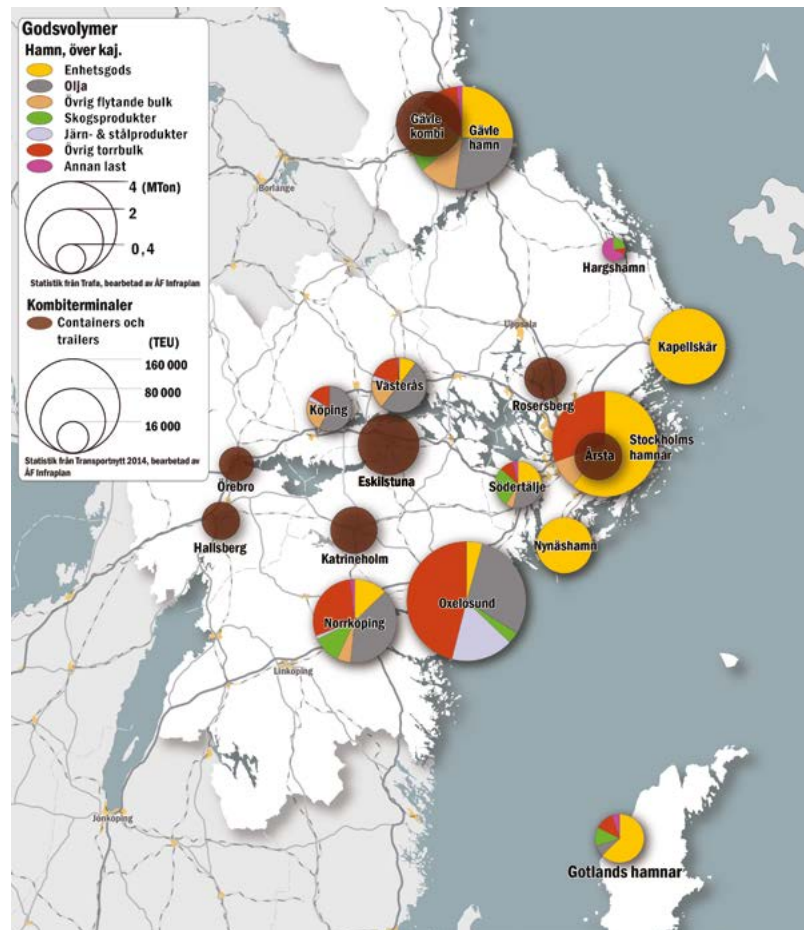 Godsvolymer
Hamn, över kaj.
Enhetsgods
Olja
Övrig flytande bulk
Skogsprodukter
Järn- & stålprodukter
Övrig torrbulk
Annan last
4 (MTon)
2
0,4
Statistik från Trafa, bearbetad av ÅF Infraplan
Kombiterminaler
Containers och
trailers
(TEU)
160 000
80 000
16 000
Statistik från Transportnytt 2014, bearbetad av
ÅF Infraplan
N
Gävle
kombi
Gävle
hamn
Borlänge
Hargshamn
Uppsala
Kapellskär
Västerås
Köping
Rosersberg
Stockholms
hamnar
Årsta
Eskilstuna
Örebro
Södertälje
Hallsberg
Katrineholm
Nynäshamn
Oxelösund
Norrköping
Linköping
Jönköping
Gotlands hamnar